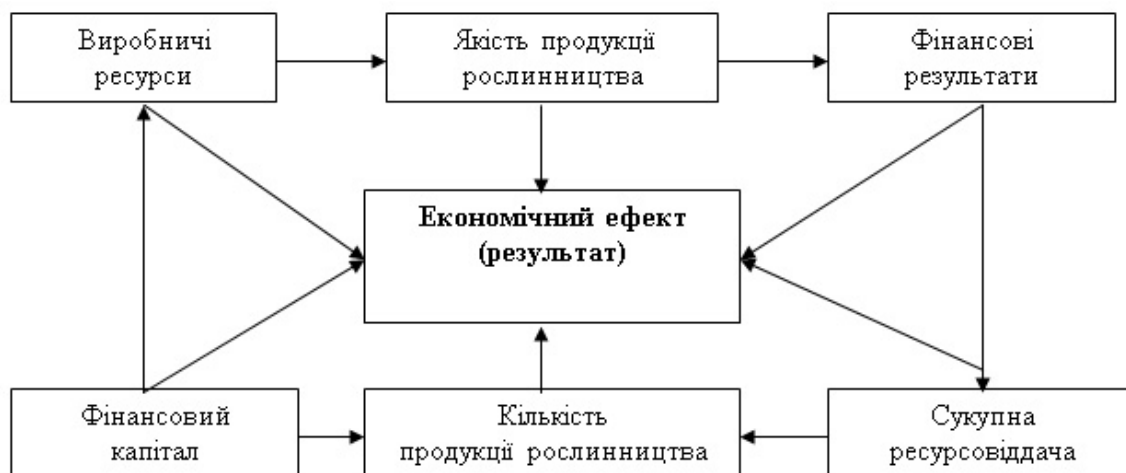 Виробничі
ресурси
Якість продукції
рослинництва
Фінансові
результати
Економічний ефект
(результат)
Фінансовий
капітал
Кількість
продукції рослинництва
Сукупна
ресурсовіддача